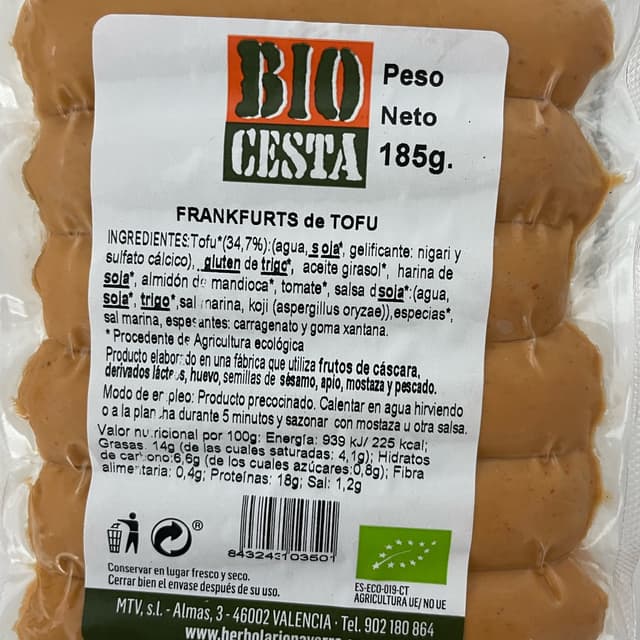 BIO
CESTA
Peso
Neto
185g.
FRANKFURTS de TOFU
INGREDIENTES:Tofu*(34,7%):(agua, soja*, gelificante: nigari y
sulfato cálcico), gluten de trigo*, aceite girasol*, harina de
soja*, almidón de mandioca*, tomate*, salsa dsoja*:(agua,
soja*, trigo*,sal marina, koji (aspergillus oryzae)),especias*,
sal marina, espesantes: carragenato y goma xantana.
* Procedente de Agricultura ecológica
Producto elaborado en una fábrica que utiliza frutos de cáscara,
derivados lácteos, huevo, semillas de sésamo, apio, mostaza y pescado.
Modo de empleo: Producto precocinado. Calentar en agua hirviendo
o a la plancha durante 5 minutos y sazonar con mostaza u otra salsa.
Valor nutricional por 100g: Energía: 939 kJ/ 225 kcal;
Grasas 14g (de las cuales saturadas: 4,1g); Hidratos
de carbono:6,6g (de los cuales azúcares:0,8g); Fibra
alimentaria: 0,4g; Proteínas: 18g; Sal: 1,2g
®
843243103501
Conservar en lugar fresco y seco.
Cerrar bien el envase después de su uso.
ES-ECO-019-CT
AGRICULTURA UE/ NO UE
MTV, s.l. - Almas, 3 - 46002 VALENCIA · Tel. 902 180 864